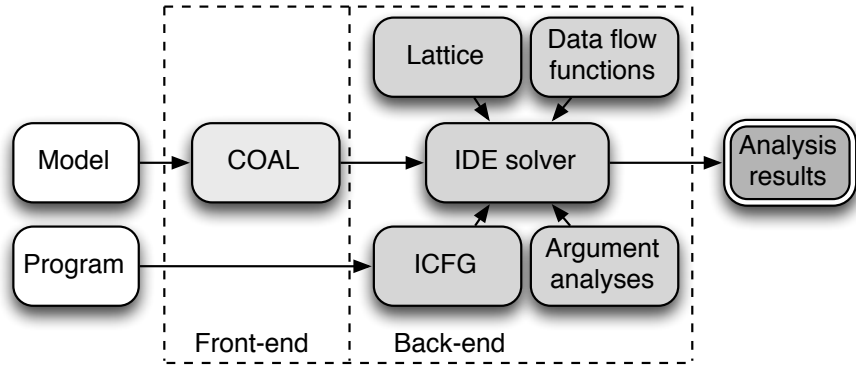 Lattice
Data flow
functions
Model
COAL
IDE solver
Analysis
results
Program
ICFG
Argument
analyses
Front-end
Back-end